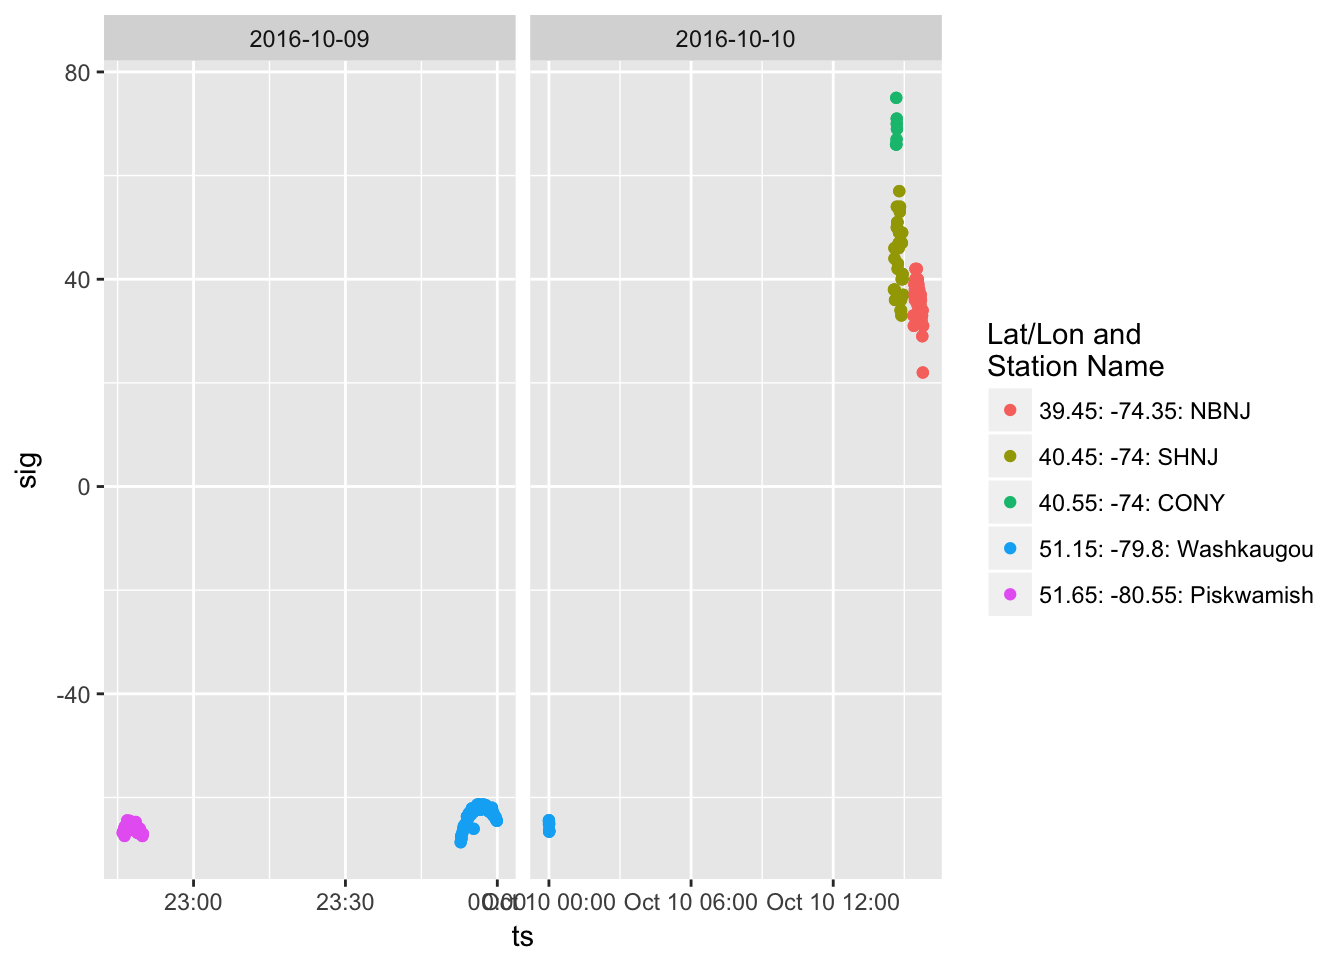 2016-10-09
2016-10-10
80
40
0
-40
sig
23:00
23:30
00:00
Oct 10 00:00
Oct 10 06:00
Oct 10 12:00
ts
Lat/Lon and
Station Name
39.45: -74.35: NBNJ
40.45: -74: SHNJ
40.55: -74: CONY
51.15: -79.8: Washkaugou
51.65: -80.55: Piskwamish